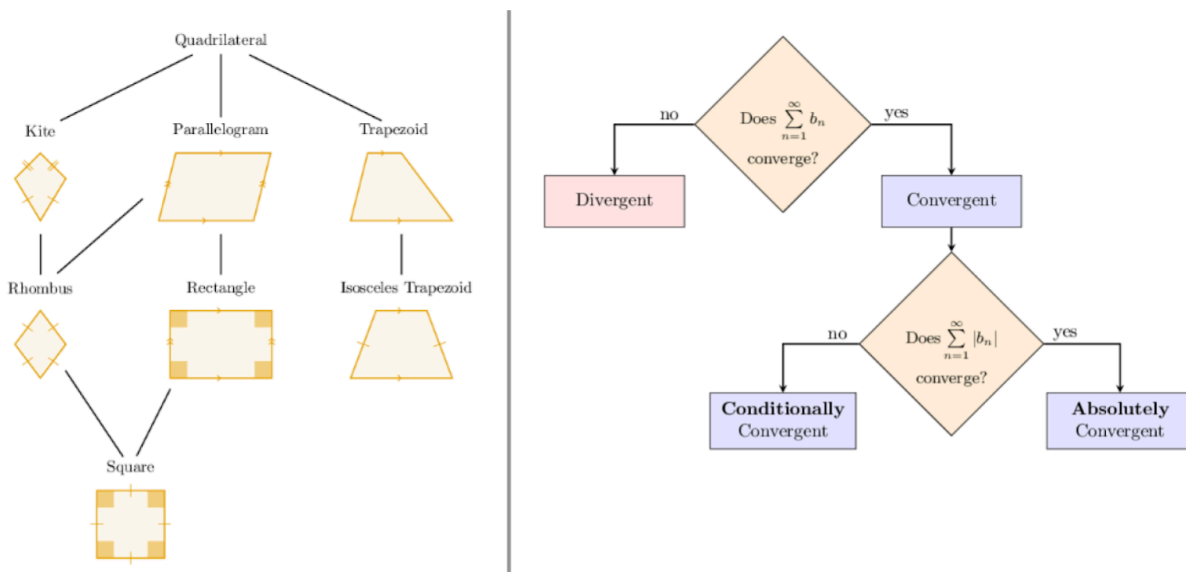 Quadrilateral
Kite
Parallelogram
Trapezoid
Rhombus
Rectangle
Isosceles Trapezoid
Square
no
Does ∑_{n=1}^{∞} b_n
converge?
yes
Divergent
Convergent
no
Does ∑_{n=1}^{∞} |b_n|
converge?
yes
Conditionally
Convergent
Absolutely
Convergent